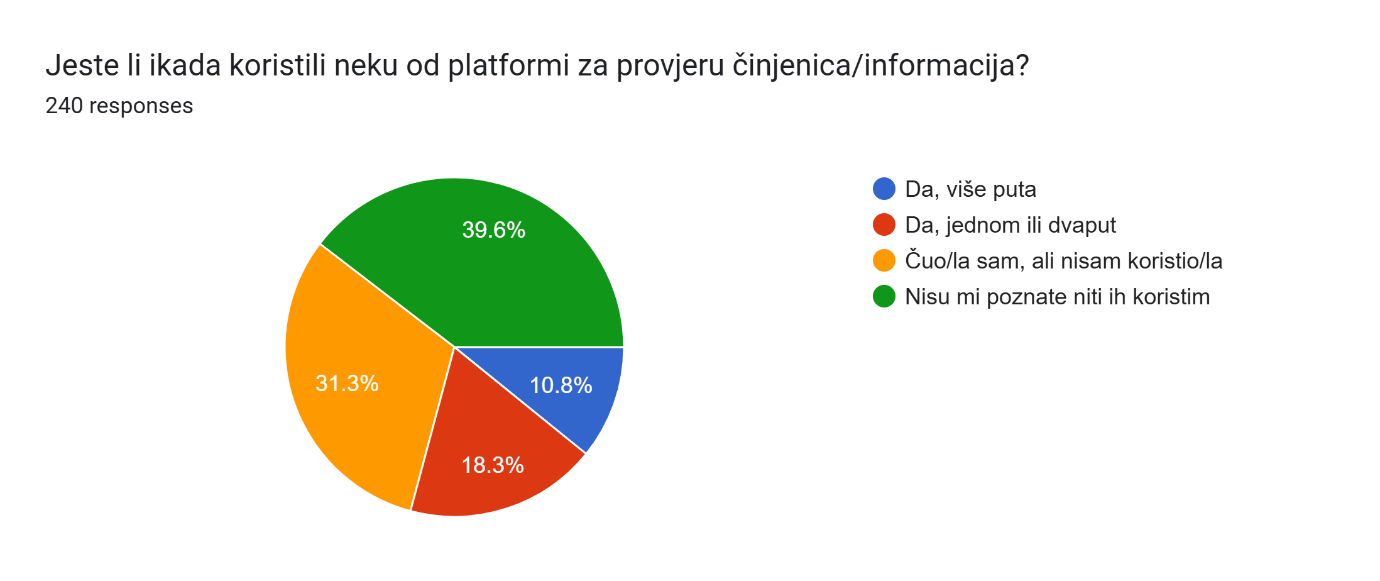 Jeste li ikada koristili neku od platformi za provjeru činjenica/informacija?
240 responses
39.6%
31.3%
10.8%
18.3%
Da, više puta
Da, jednom ili dvaput
Čuo/la sam, ali nisam koristio/la
Nisu mi poznate niti ih koristim